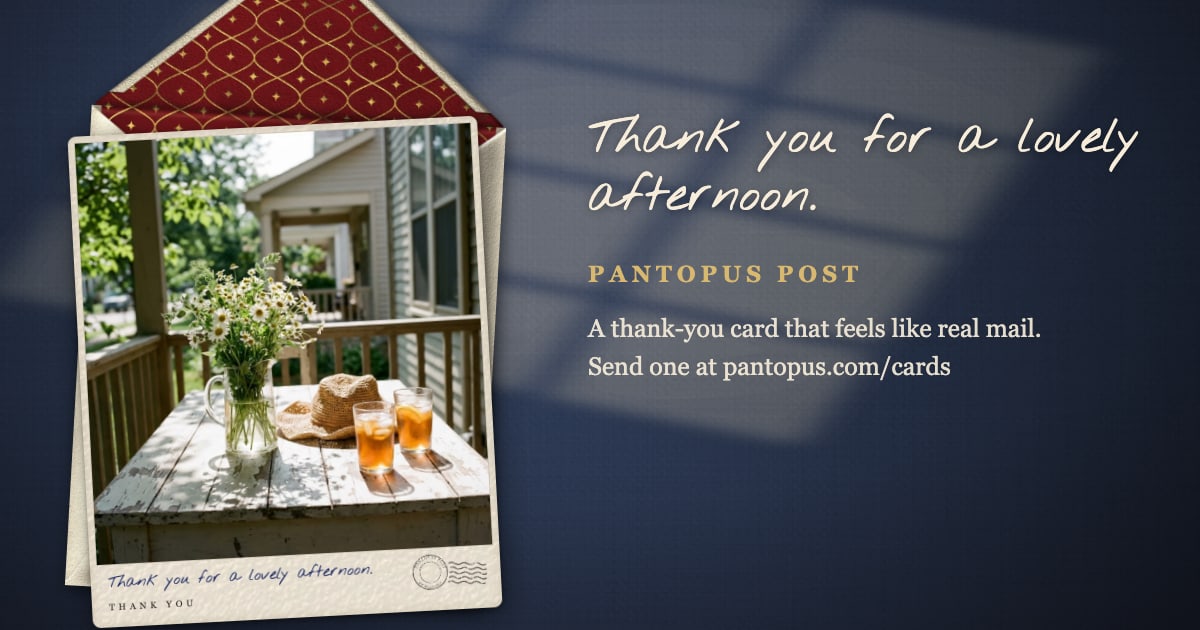 Thank you for a lovely
afternoon.
PANTOPUS POST
A thank-you card that feels like real mail.
Send one at pantopus.com/cards
Thank you for a lovely afternoon.
THANK YOU